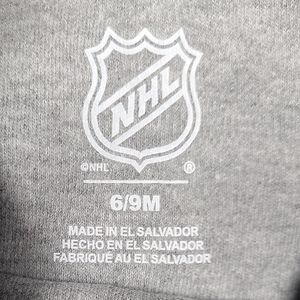 NHL
©NHL ®
6/9M
MADE IN EL SALVADOR
HECHO EN EL SALVADOR
FABRIQUÉ AU EL SALVADOR